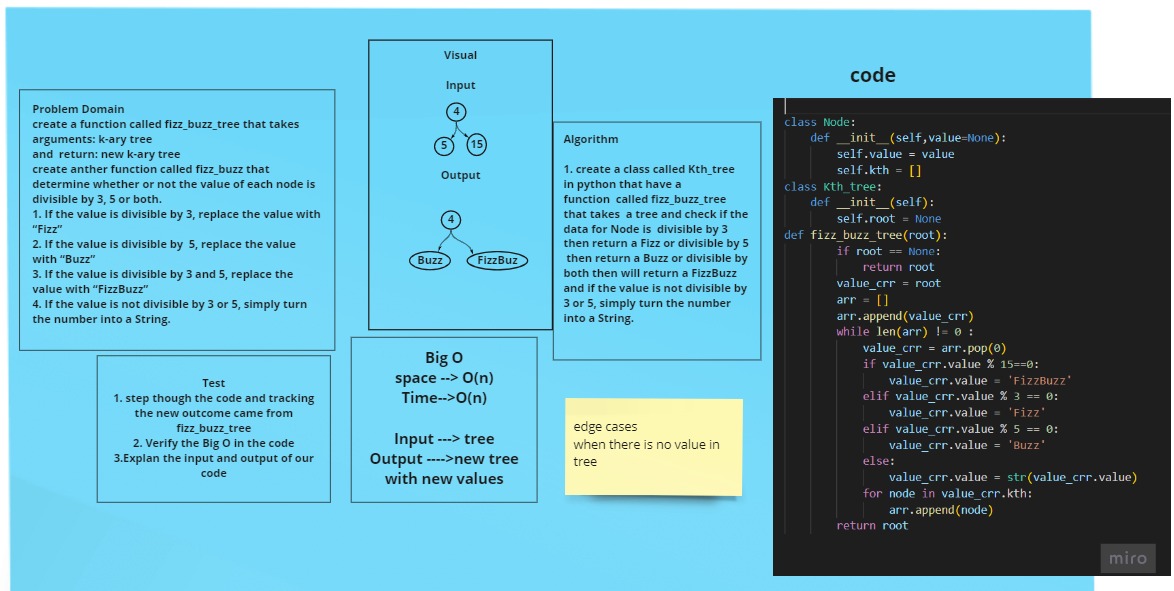 Problem Domain
create a function called fizz_buzz_tree that takes
arguments: k-ary tree
and return: new k-ary tree
create anther function called fizz_buzz that
determine whether or not the value of each node is
divisible by 3, 5 or both.
1. If the value is divisible by 3, replace the value with
“Fizz”
2. If the value is divisible by 5, replace the value
with “Buzz”
3. If the value is divisible by 3 and 5, replace the
value with “FizzBuzz”
4. If the value is not divisible by 3 or 5, simply turn
the number into a String.
Test
1. step though the code and tracking
the new outcome came from
fizz_buzz_tree
2. Verify the Big O in the code
3.Explan the input and output of our
code
Visual
Input
4
5
15
Output
4
Buzz
FizzBuz
Big O
space --> O(n)
Time-->O(n)
Input ---> tree
Output ---->new tree
with new values
Algorithm
1. create a class called Kth_tree
in python that have a
function called fizz_buzz_tree
that takes a tree and check if the
data for Node is divisible by 3
then return a Fizz or divisible by 5
then return a Buzz or divisible by
both then will return a FizzBuzz
and if the value is not divisible by
3 or 5, simply turn the number
into a String.
edge cases
when there is no value in
tree
code
class Node:
def __init__(self,value=None):
self.value = value
self.kth = []
class Kth_tree:
def __init__(self):
self.root = None
def fizz_buzz_tree(root):
if root == None:
return root
value_crr = root
arr = []
arr.append(value_crr)
while len(arr) != 0 :
value_crr = arr.pop(0)
if value_crr.value % 15==0:
value_crr.value = 'FizzBuzz'
elif value_crr.value % 3 == 0:
value_crr.value = 'Fizz'
elif value_crr.value % 5 == 0:
value_crr.value = 'Buzz'
else:
value_crr.value = str(value_crr.value)
for node in value_crr.kth:
arr.append(node)
return root
miro